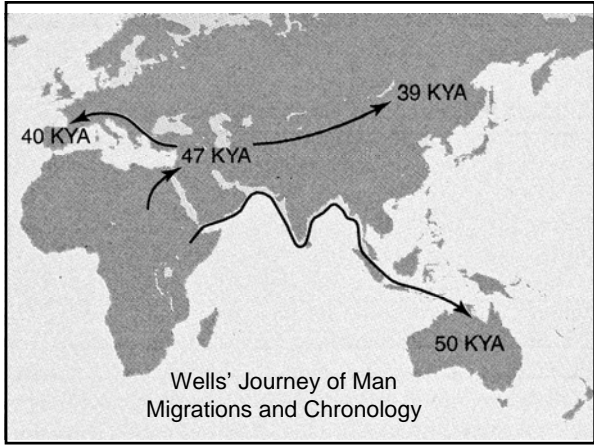 39 KYA
40 KYA
47 KYA
50 KYA
Wells’ Journey of Man
Migrations and Chronology